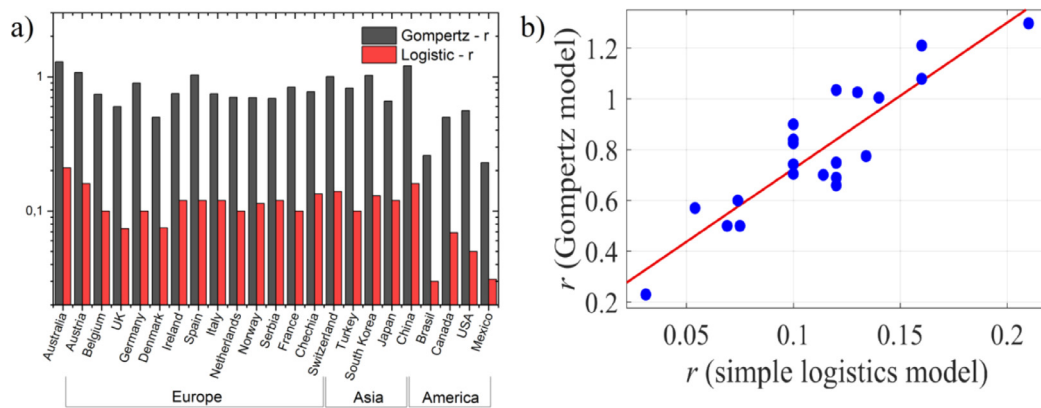 a)
Gompertz - r
Logistic - r
1
0,1
Australia
Austria
Belgium
UK
Germany
Denmark
Ireland
Spain
Italy
Netherlands
Norway
Serbia
France
Chechia
Switzerland
Turkey
South Korea
Japan
China
Brasil
Canada
USA
Mexico
Europe
Asia
America
b)
1.2
1
0.8
0.6
0.4
0.2
r (Gompertz model)
0.05
0.1
0.15
0.2
r (simple logistics model)